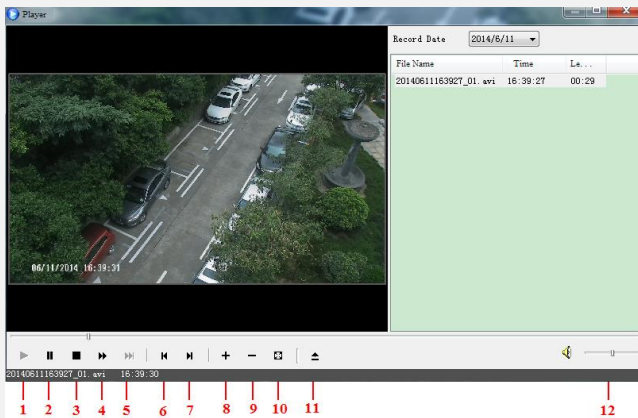 Player
Record Date 2014/6/11
File Name Time Le...
20140611163927_01.avi 16:39:27 00:29
06/11/2014 16:39:31
20140611163927_01.avi 16:39:30
1 2 3 4 5 6 7 8 9 10 11 12